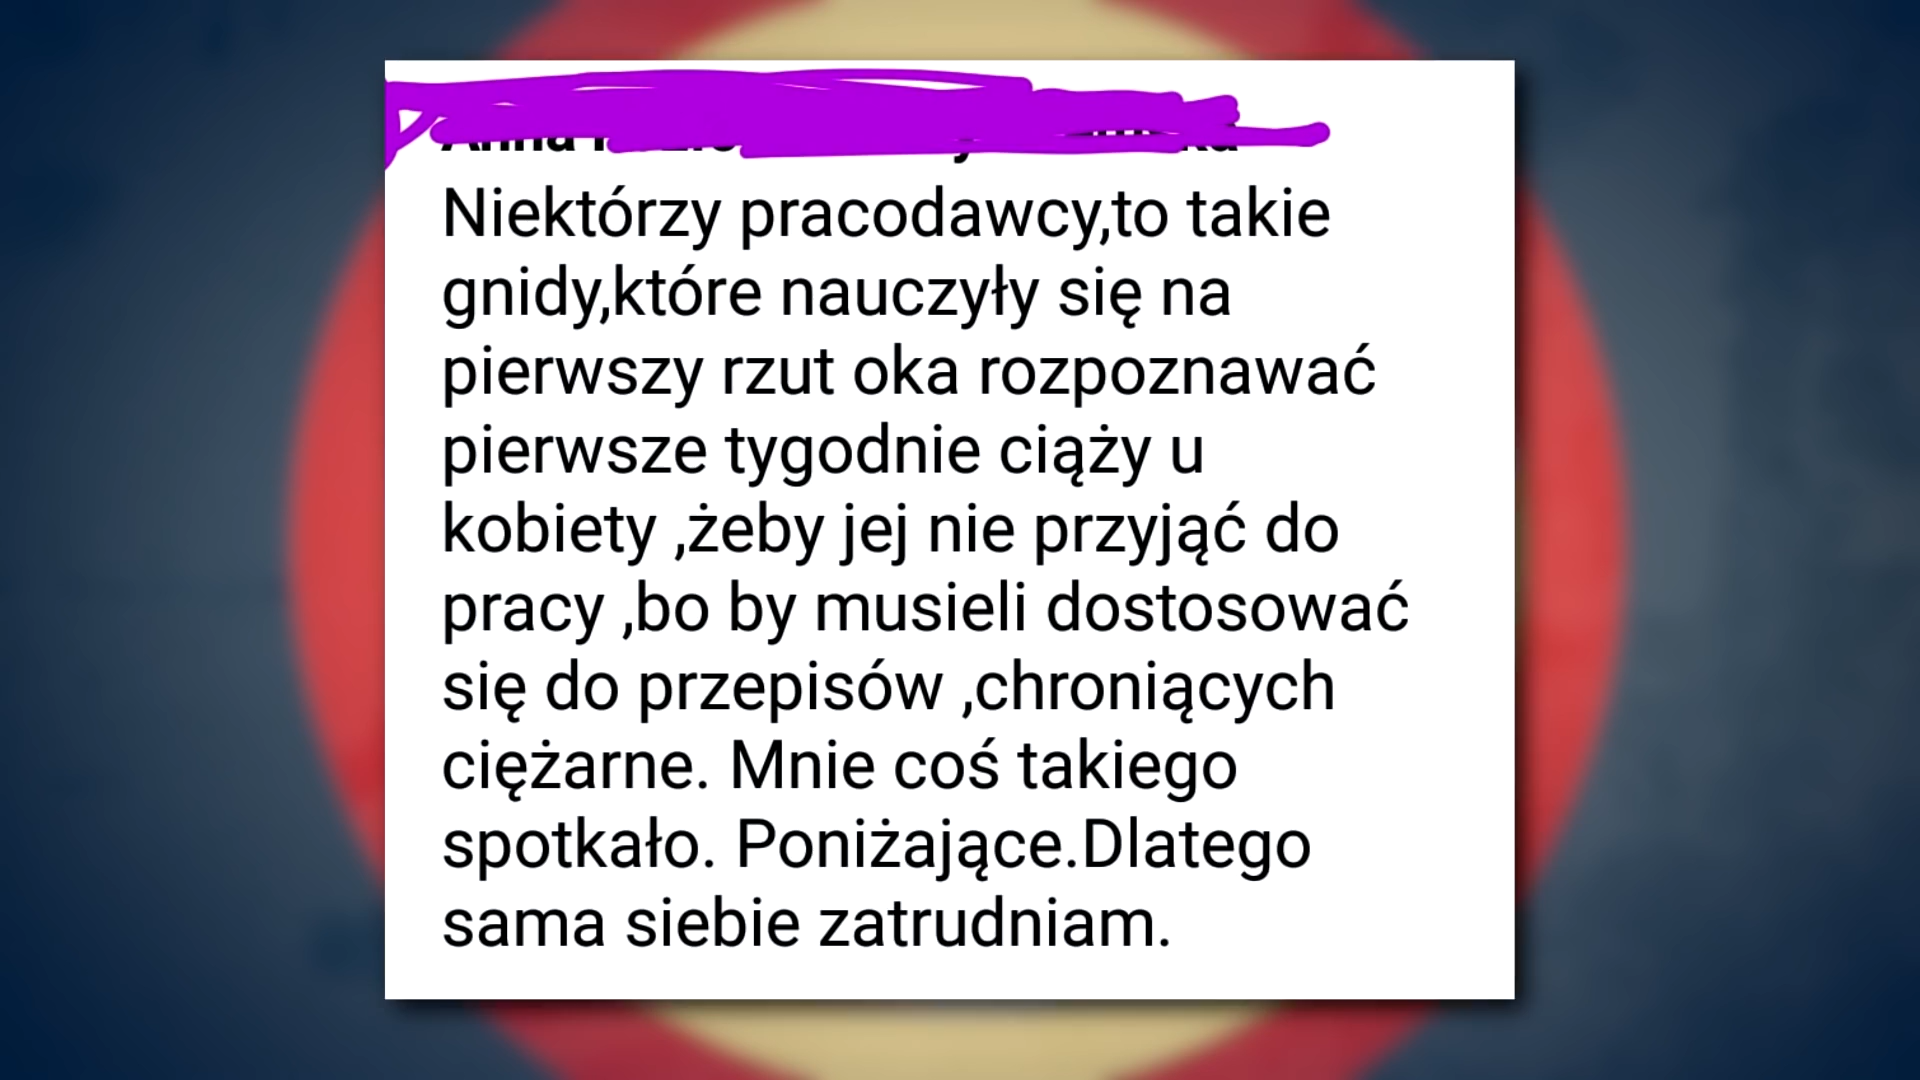 Niektórzy pracodawcy,to takie
gnidy,które nauczyły się na
pierwszy rzut oka rozpoznawać
pierwsze tygodnie ciąży u
kobiety ,żeby jej nie przyjąć do
pracy ,bo by musieli dostosować
się do przepisów ,chroniących
ciężarne. Mnie coś takiego
spotkało. Poniżające.Dlatego
sama siebie zatrudniam.